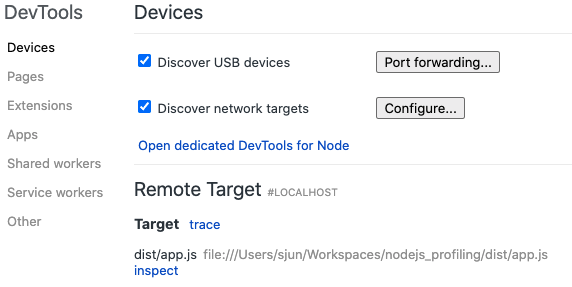 DevTools
Devices
Pages
Extensions
Apps
Shared workers
Service workers
Other
Devices
Discover USB devices
Port forwarding...
Discover network targets
Configure...
Open dedicated DevTools for Node
Remote Target #LOCALHOST
Target trace
dist/app.js file:///Users/sjun/Workspaces/nodejs_profiling/dist/app.js
inspect